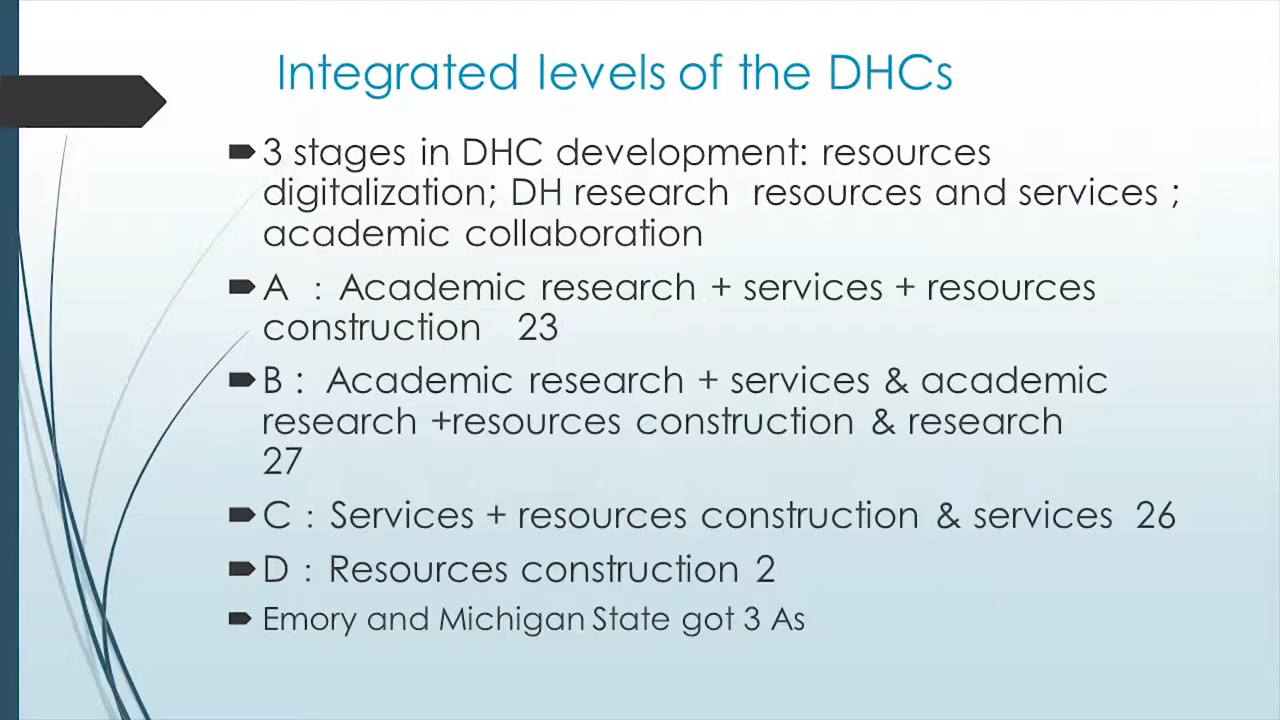 Integrated levels of the DHCs
3 stages in DHC development: resources
digitalization; DH research resources and services ;
academic collaboration
A : Academic research + services + resources
construction 23
B : Academic research + services & academic
research +resources construction & research
27
C : Services + resources construction & services 26
D : Resources construction 2
Emory and Michigan State got 3 As